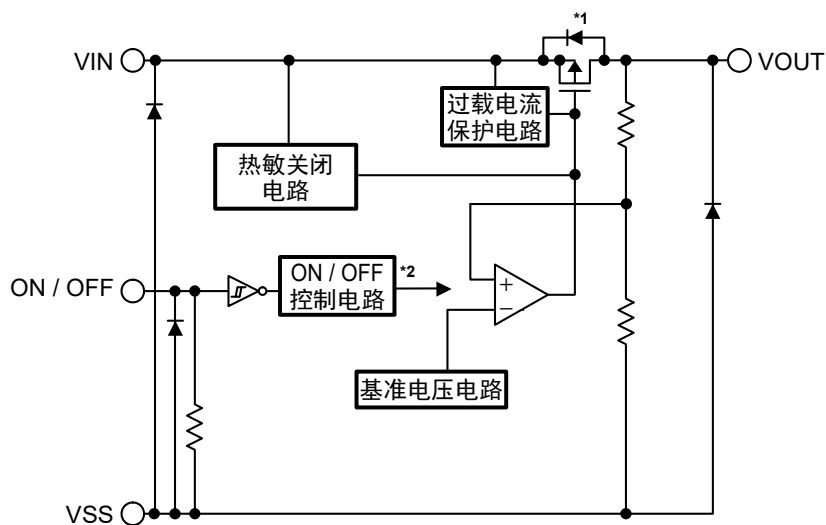 *1
VIN
VOUT
过载电流
保护电路
热敏关闭
电路
ON / OFF
ON / OFF
控制电路
*2
+
−
基准电压电路
VSS